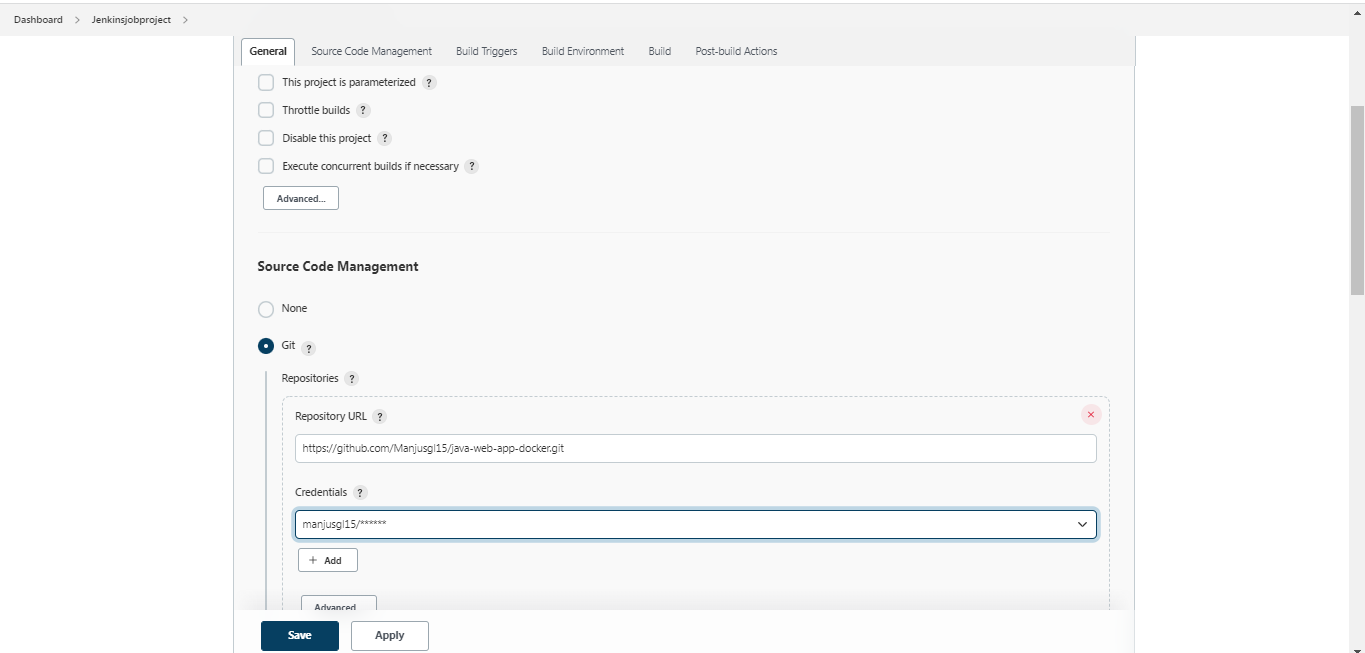 Dashboard > Jenkinsjobproject >
General Source Code Management Build Triggers Build Environment Build Post-build Actions
This project is parameterized ?
Throttle builds ?
Disable this project ?
Execute concurrent builds if necessary ?
Advanced...
Source Code Management
None
Git ?
Repositories ?
Repository URL ?
https://github.com/Manjusgl15/java-web-app-docker.git
Credentials ?
manjusgl15/******
+ Add
Advanced
Save Apply